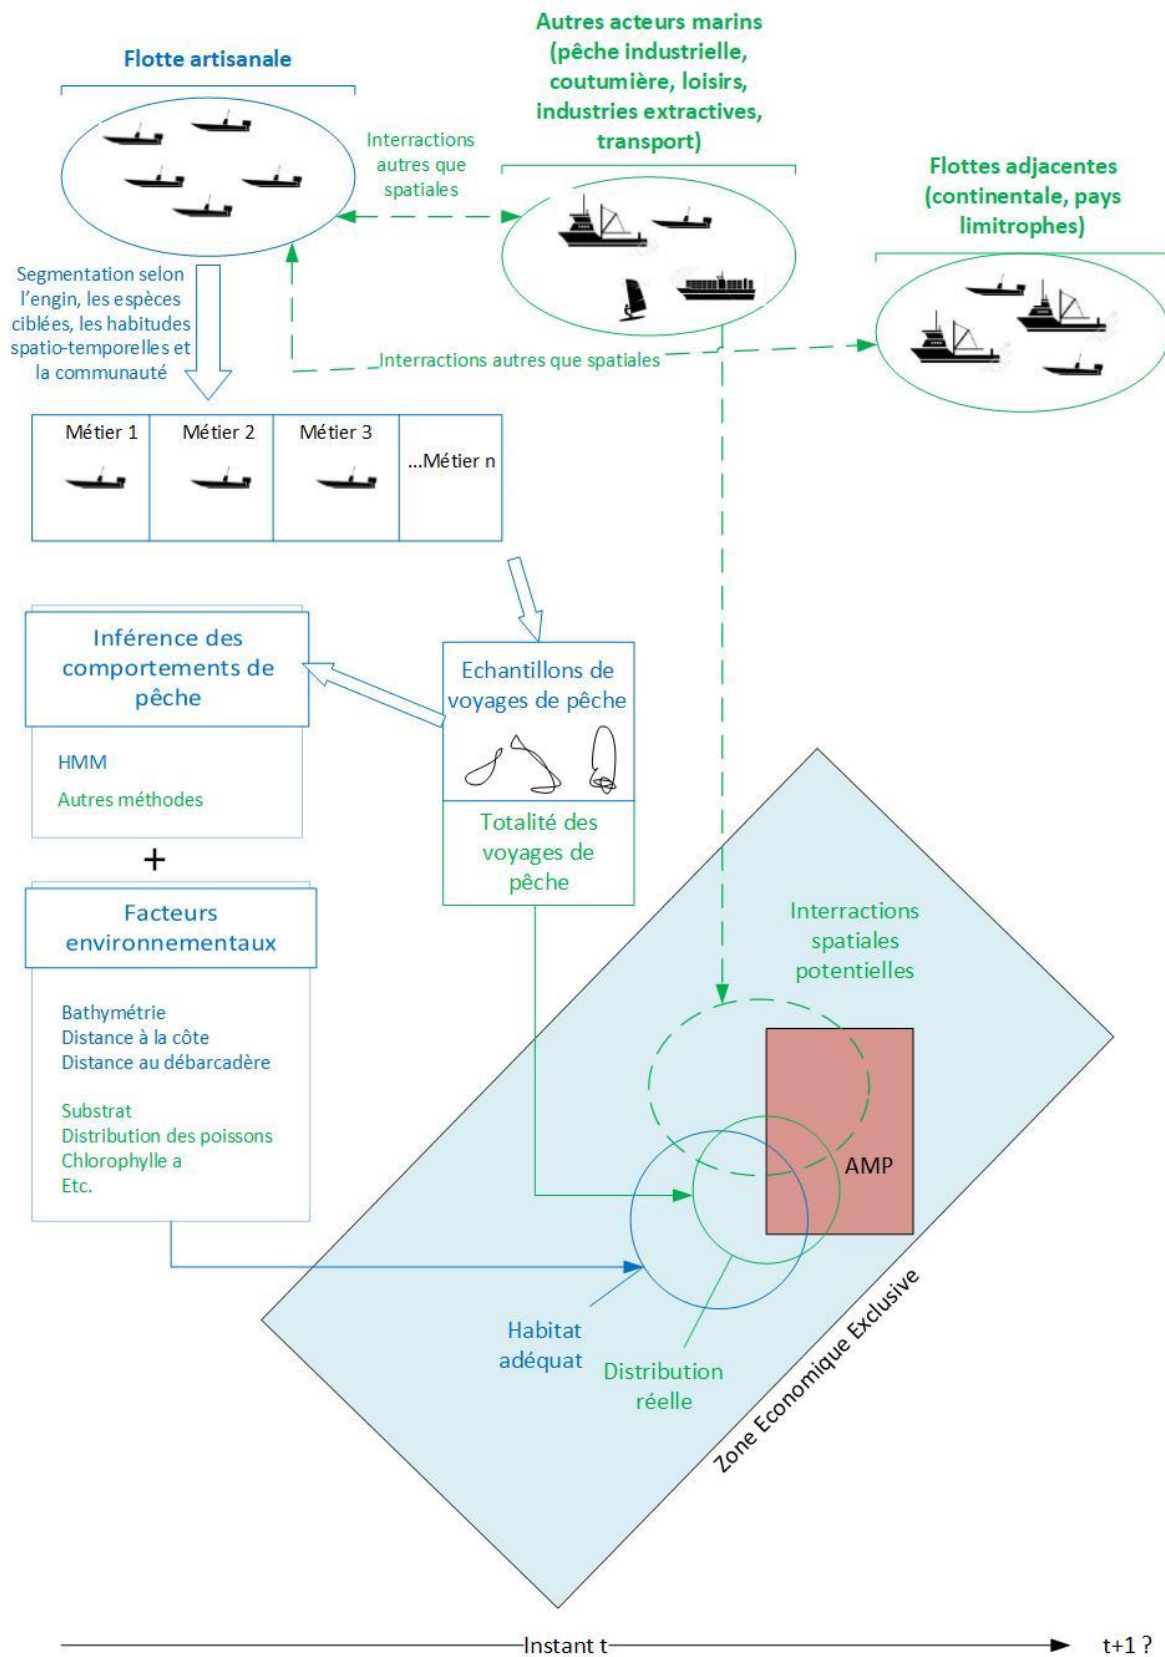 Flotte artisanale
Autres acteurs marins
(pêche industrielle,
coutumière, loisirs,
industries extractives,
transport)
Interractions
autres que
spatiales
Flottes adjacentes
(continentale, pays
limitrophes)
Segmentation selon
l'engin, les espèces
ciblées, les habitudes
spatio-temporelles et
la communauté
Interractions autres que spatiales
Métier 1
Métier 2
Métier 3
...Métier n
Inférence des
comportements de
pêche
HMM
Autres méthodes
+
Echantillons de
voyages de pêche
Totalité des
voyages de
pêche
Facteurs
environnementaux
Bathymétrie
Distance à la côte
Distance au débarcadère
Substrat
Distribution des poissons
Chlorophylle a
Etc.
Interractions
spatiales
potentielles
AMP
Habitat
adéquat
Distribution
réelle
Zone Economique Exclusive
Instant t
t+1 ?